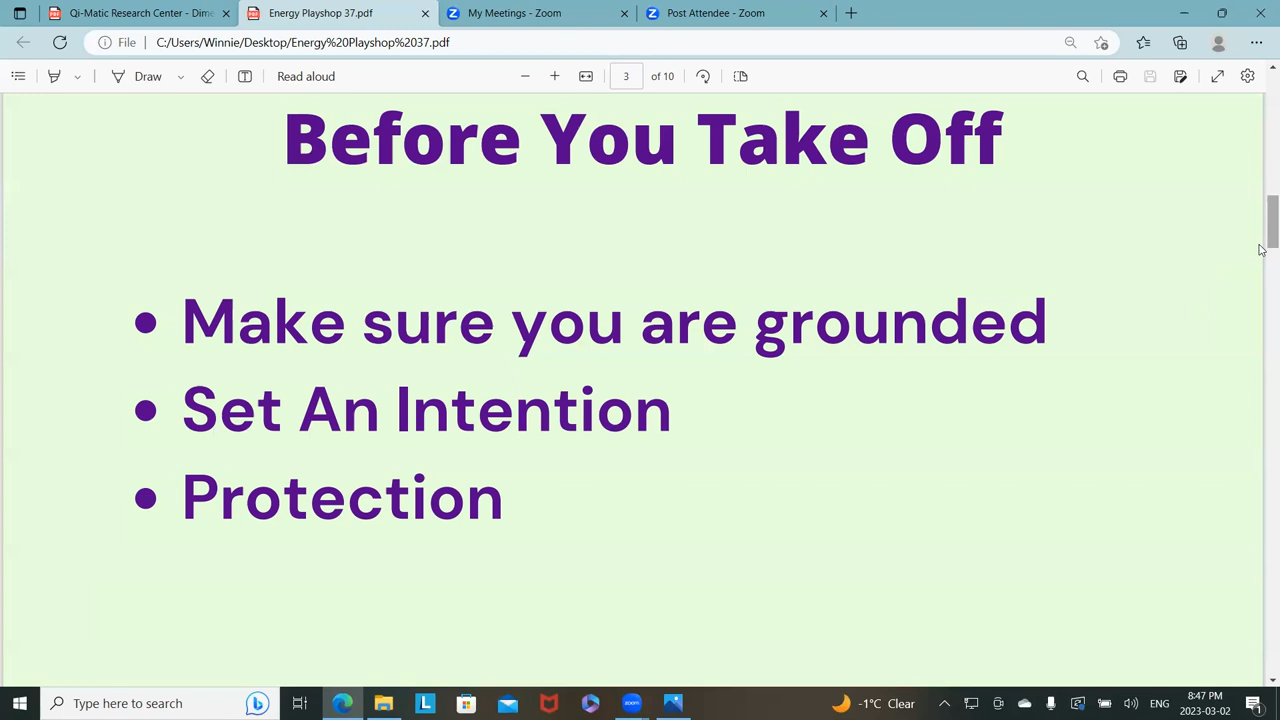 Qi-Matic Research Center - Dime
Energy Playshop 37.pdf
My Meetings - Zoom
Post Attendee - Zoom
File
C:/Users/Winnie/Desktop/Energy%20Playshop%2037.pdf
Draw
Read aloud
3
of 10
Before You Take Off
• Make sure you are grounded
• Set An Intention
• Protection
Type here to search
-1°C Clear
ENG
8:47 PM
2023-03-02